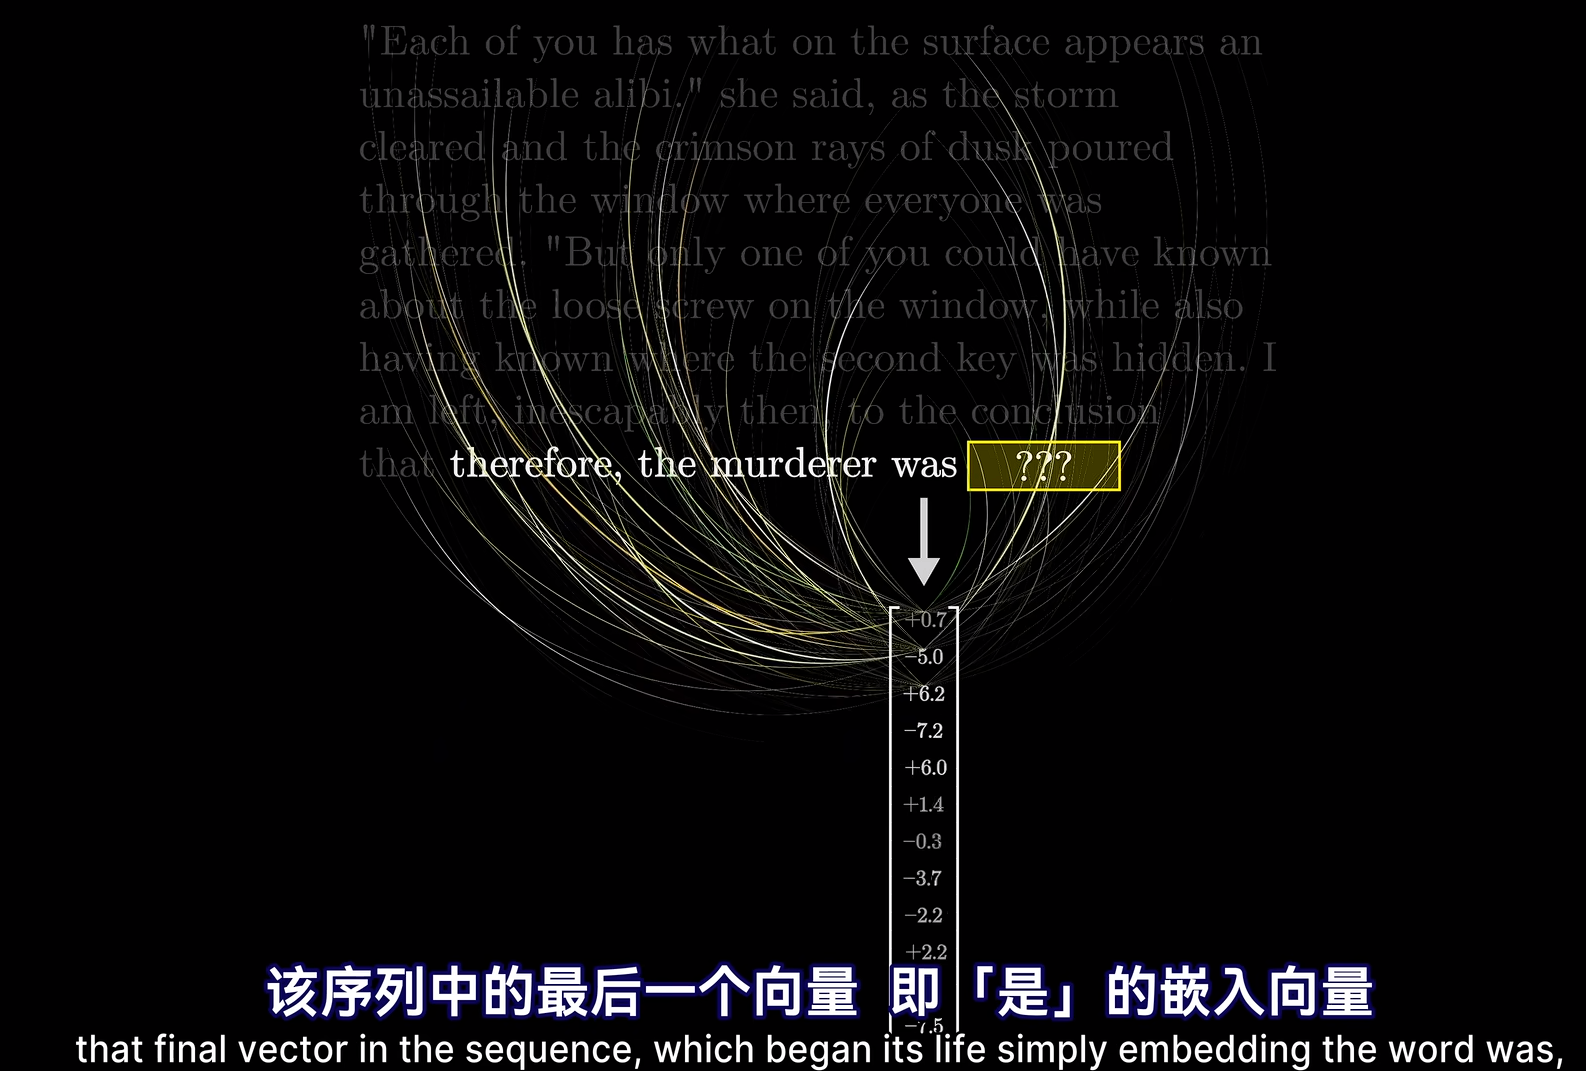 "Each of you has what on the surface appears an
unassailable alibi." she said, as the storm
cleared and the crimson rays of dusk poured
through the window where everyone was
gathered. "But only one of you could have known
about the loose screw on the window, while also
having known where the second key was hidden. I
am left, inescapably then, to the conclusion
that therefore, the murderer was ???
+0.7
−5.0
+6.2
−7.2
+6.0
+1.4
−0.3
−3.7
−2.2
+2.2
−7.5
该序列中的最后一个向量 即「是」的嵌入向量
that final vector in the sequence, which began its life simply embedding the word was,